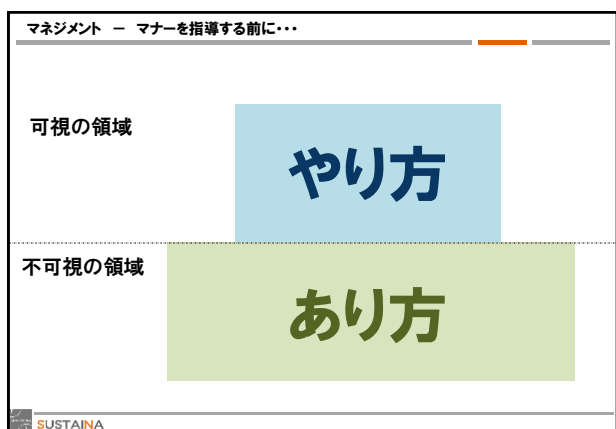 マネジメント － マナーを指導する前に・・・
可視の領域
やり方
不可視の領域
あり方
SUSTAINA